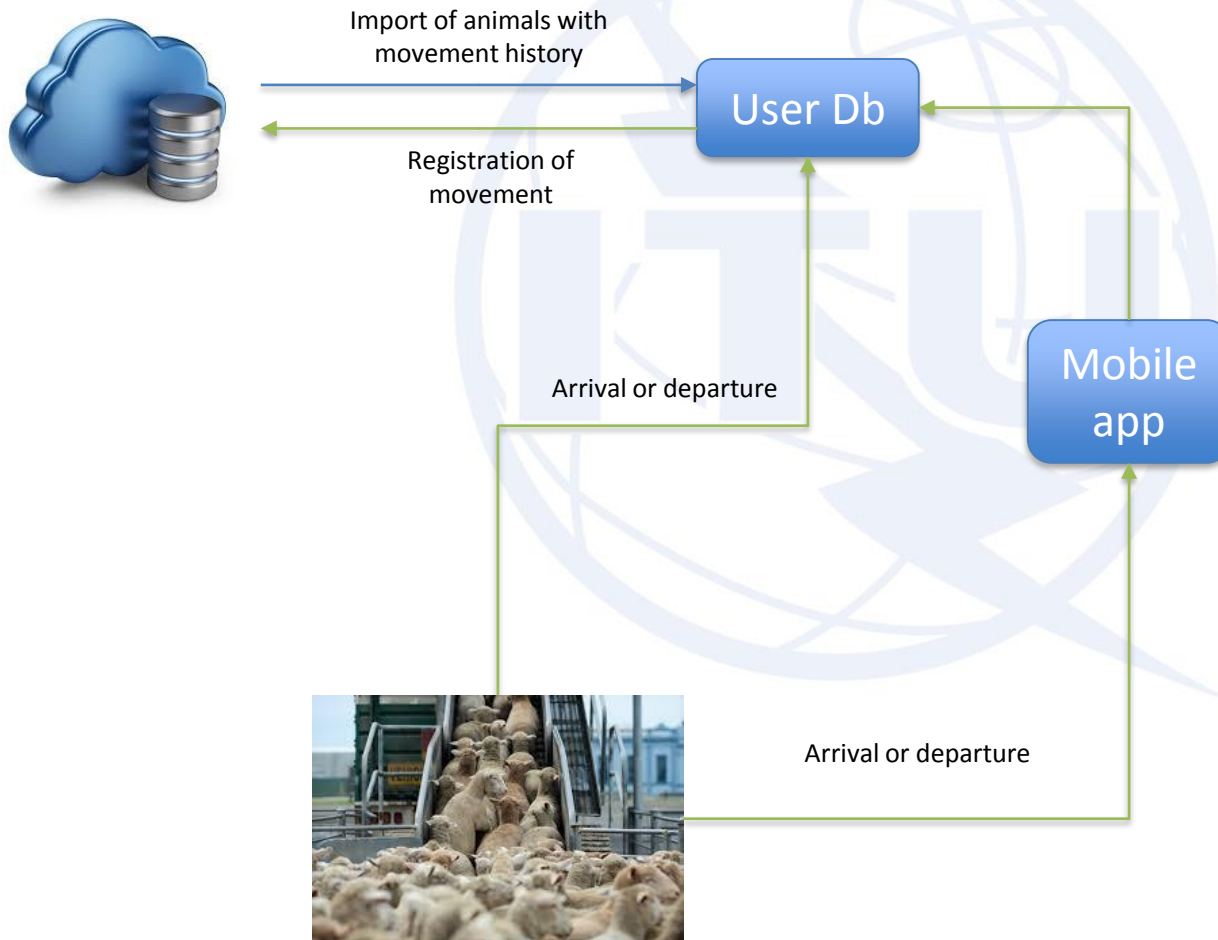 Import of animals with
movement history
User Db
Registration of
movement
ITU
Arrival or departure
Mobile
app
Arrival or departure